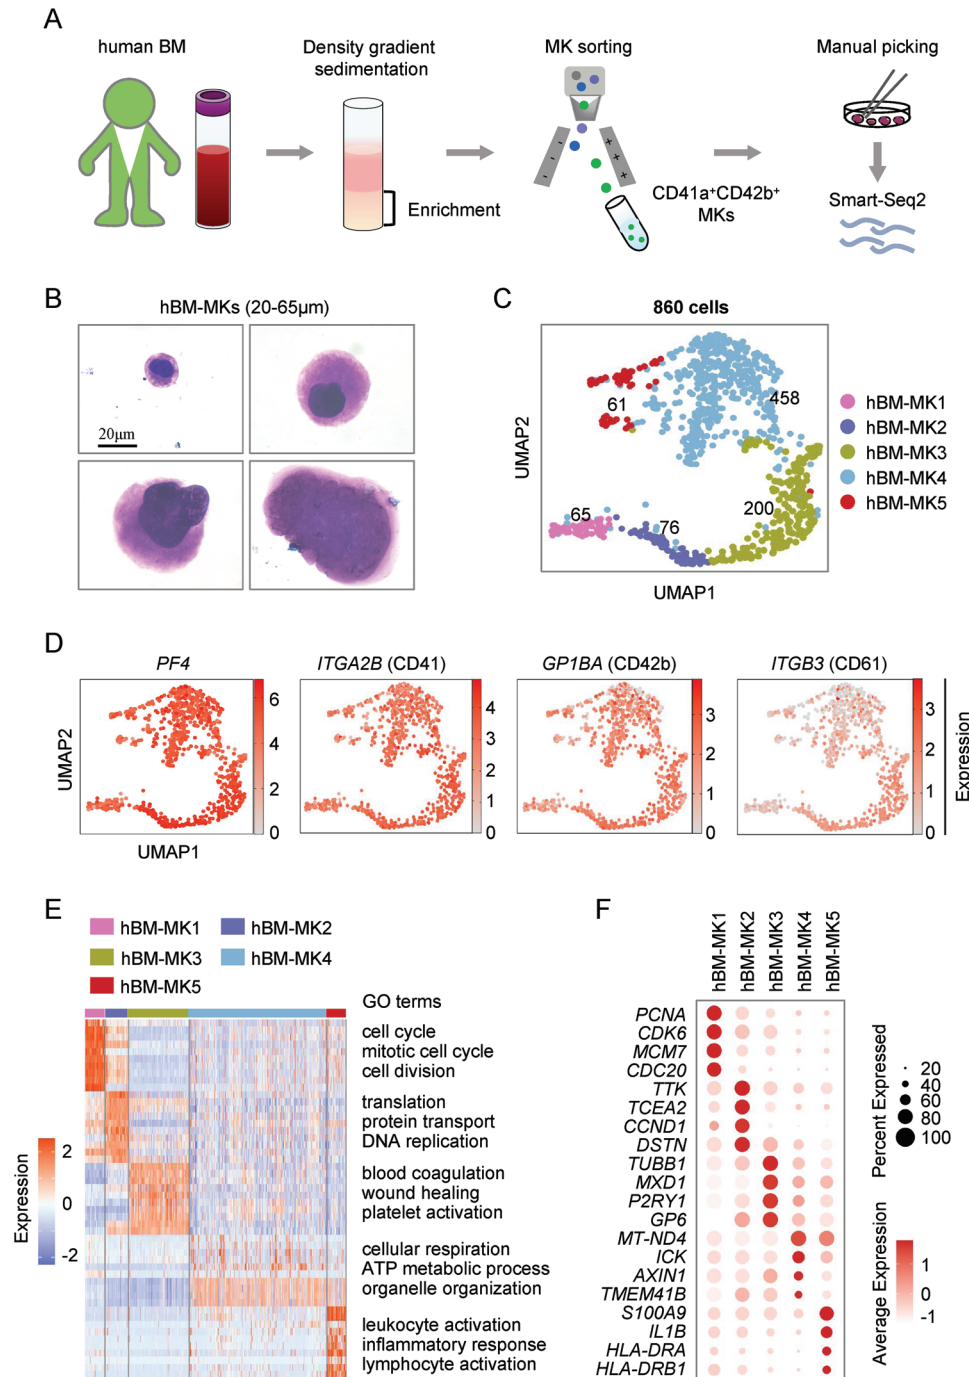 A
human BM
Density gradient
sedimentation
MK sorting
Manual picking
- - -
+ + +
Enrichment
CD41a⁺CD42b⁺
MKs
Smart-Seq2
B
hBM-MKs (20-65μm)
20μm
C
860 cells
61
458
65
76
200
UMAP2
UMAP1
hBM-MK1
hBM-MK2
hBM-MK3
hBM-MK4
hBM-MK5
D
PF4
ITGA2B (CD41)
GP1BA (CD42b)
ITGB3 (CD61)
6
4
2
0
4
3
2
1
0
3
2
1
0
3
2
1
0
UMAP2
UMAP1
Expression
E
hBM-MK1
hBM-MK2
hBM-MK3
hBM-MK4
hBM-MK5
GO terms
cell cycle
mitotic cell cycle
cell division
translation
protein transport
DNA replication
blood coagulation
wound healing
platelet activation
cellular respiration
ATP metabolic process
organelle organization
leukocyte activation
inflammatory response
lymphocyte activation
Expression
2
0
-2
F
hBM-MK1
hBM-MK2
hBM-MK3
hBM-MK4
hBM-MK5
PCNA
CDK6
MCM7
CDC20
TTK
TCEA2
CCND1
DSTN
TUBB1
MXD1
P2RY1
GP6
MT-ND4
ICK
AXIN1
TMEM41B
S100A9
IL1B
HLA-DRA
HLA-DRB1
Percent Expressed
20
40
60
80
100
Average Expression
1
0
-1